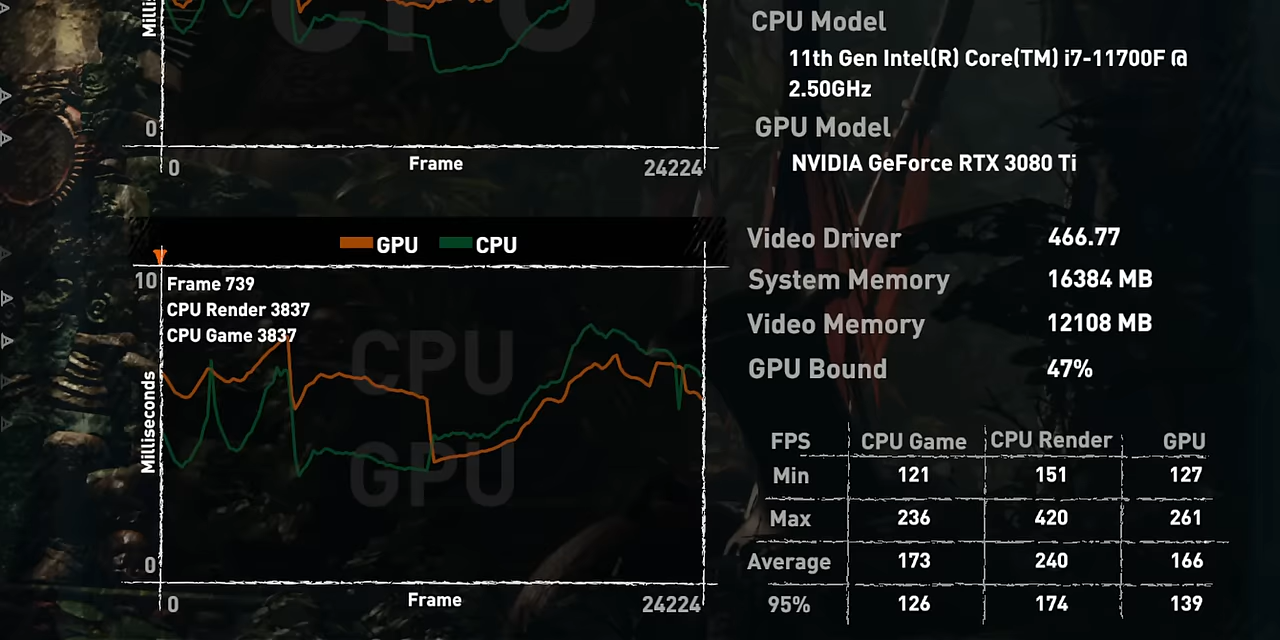 Milli
CPU
0
0 Frame 24224
CPU Model
11th Gen Intel(R) Core(TM) i7-11700F @
2.50GHz
GPU Model
NVIDIA GeForce RTX 3080 Ti
GPU CPU
10
Frame 739
CPU Render 3837
CPU Game 3837
CPU
GPU
Milliseconds
0
0 Frame 24224
Video Driver 466.77
System Memory 16384 MB
Video Memory 12108 MB
GPU Bound 47%
FPS CPU Game CPU Render GPU
Min 121 151 127
Max 236 420 261
Average 173 240 166
95% 126 174 139